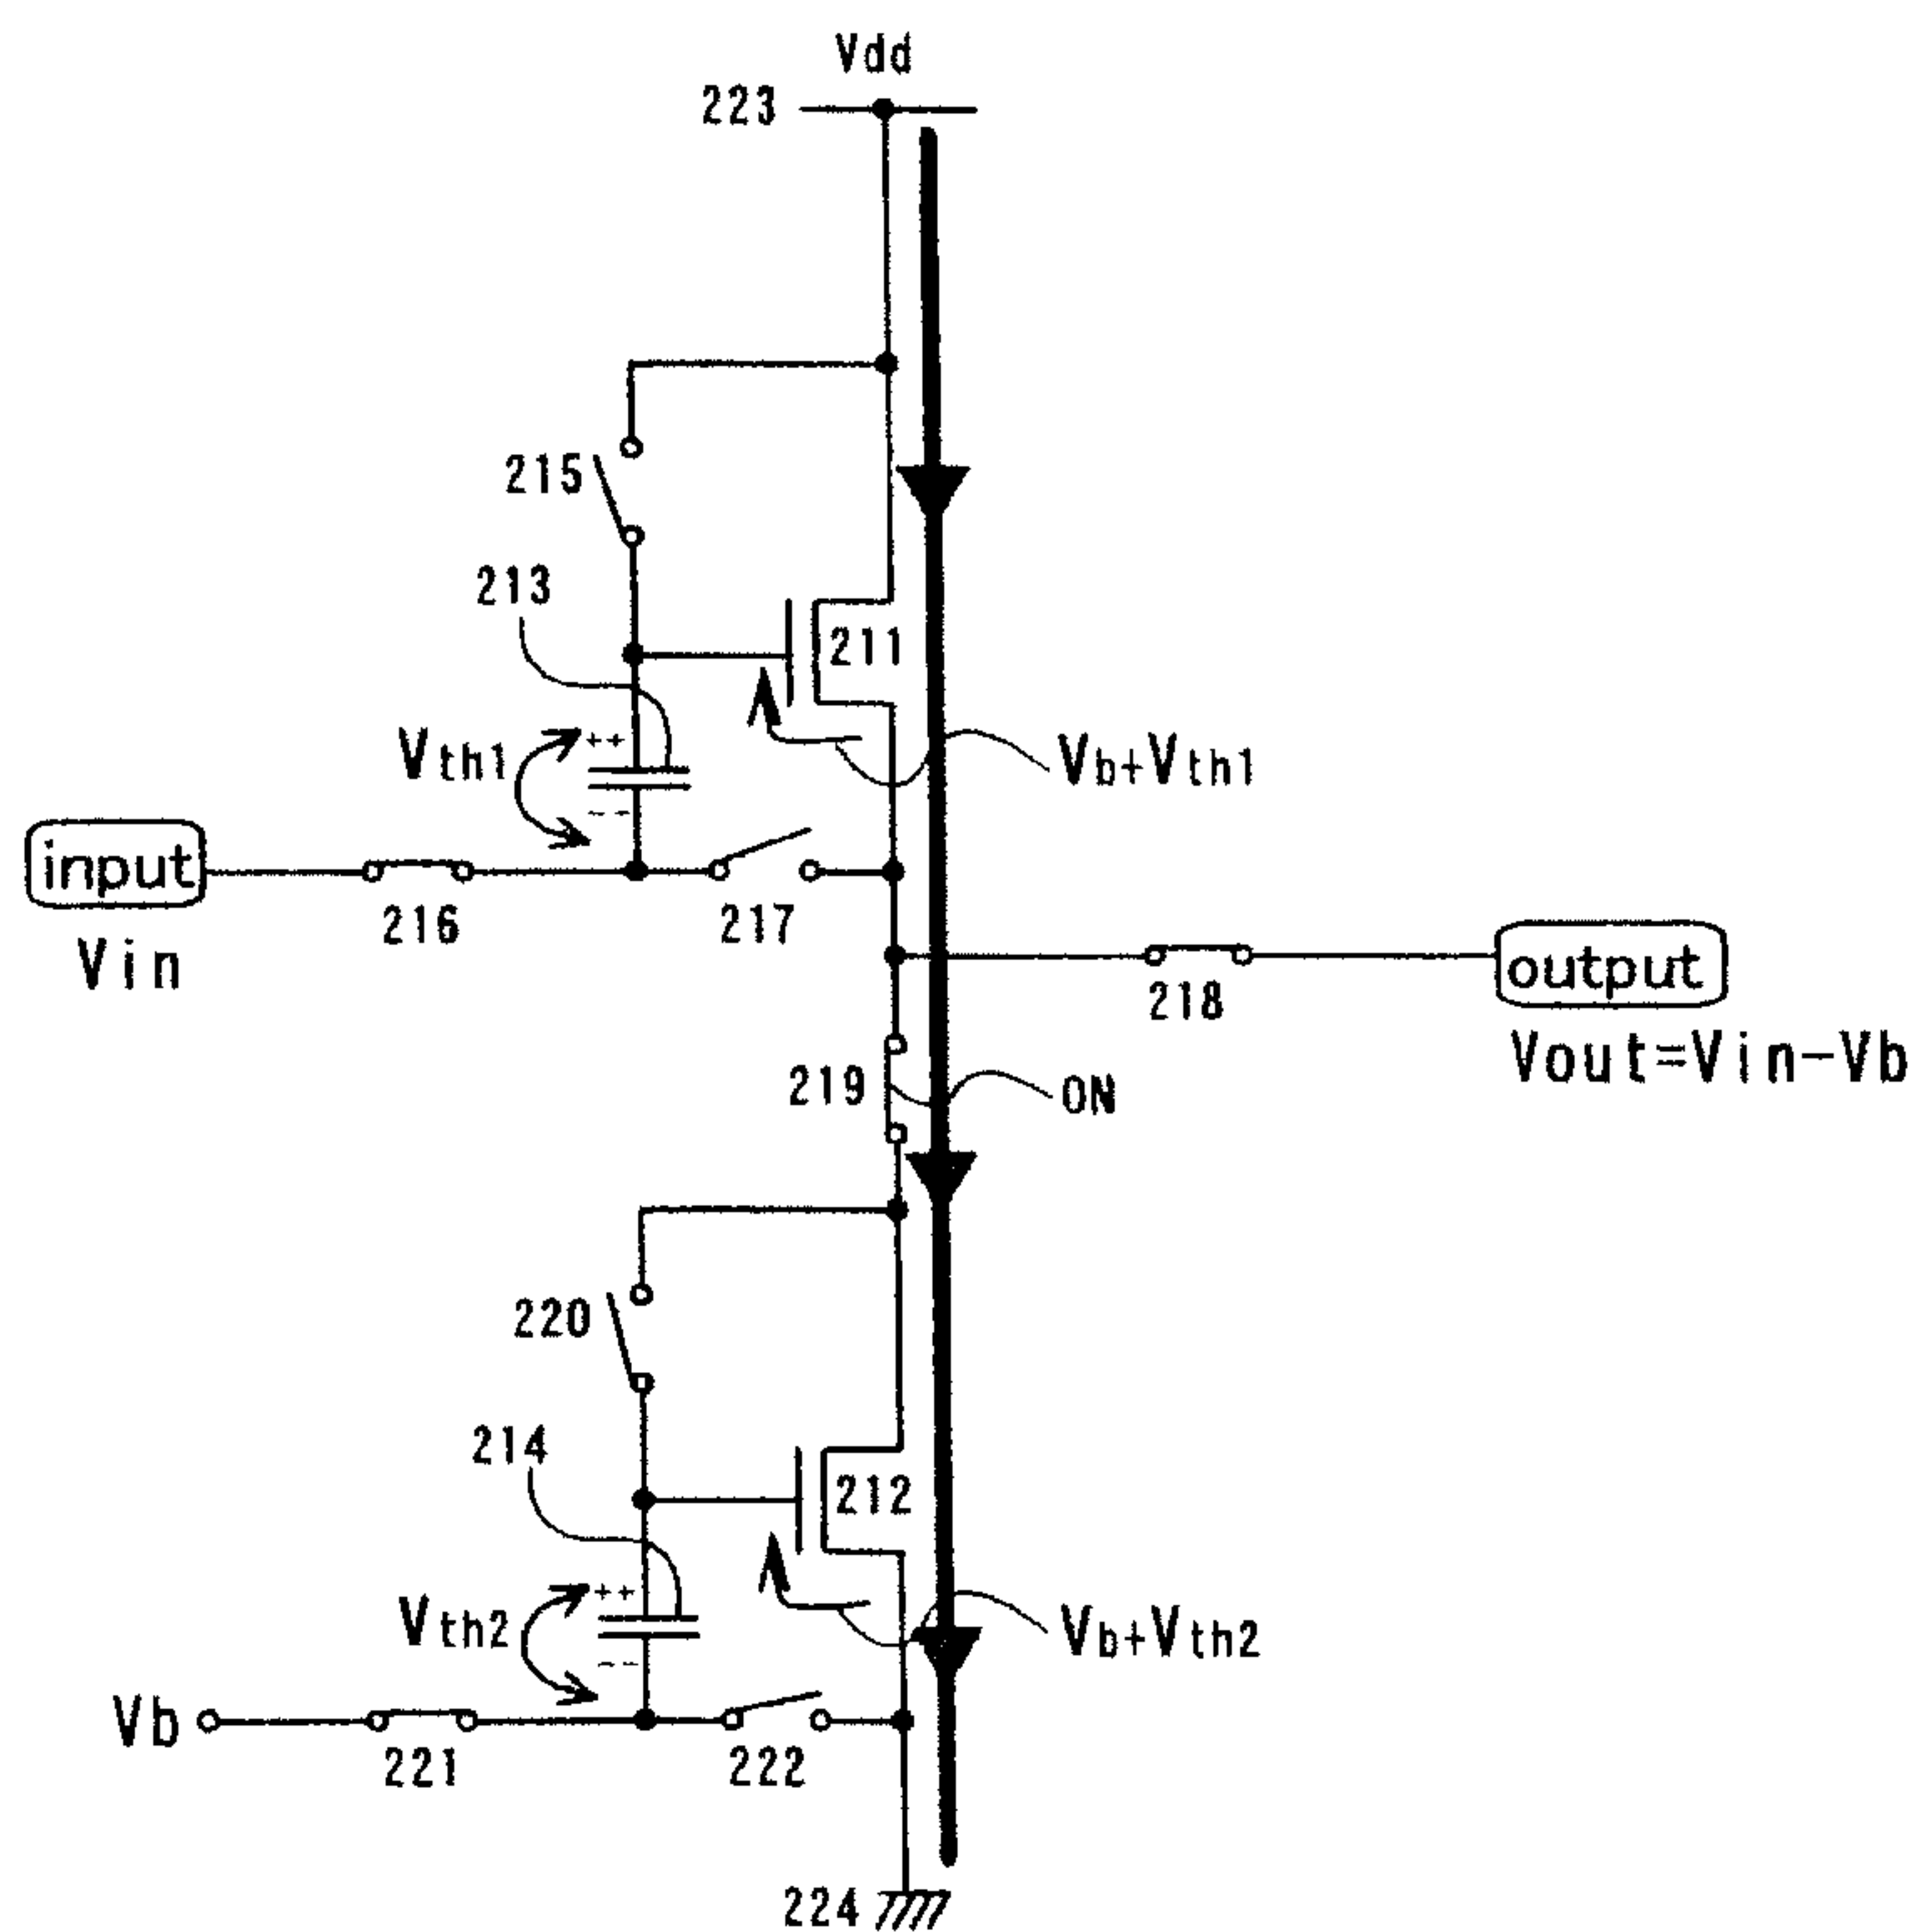 Vdd
223
215
213
211
Vth1
++
--
Vb+Vth1
input
216
217
Vin
output
218
Vout=Vin-Vb
219
ON
220
214
212
Vth2
++
--
Vb+Vth2
Vb
221
222
224